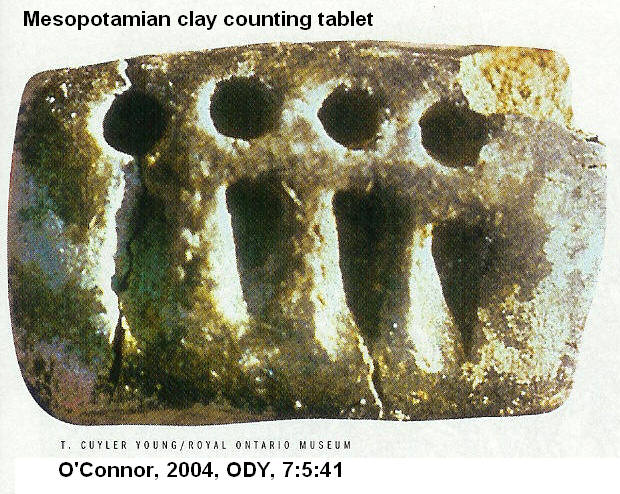 Mesopotamian clay counting tablet
T. CUYLER YOUNG/ROYAL ONTARIO MUSEUM
O'Connor, 2004, ODY, 7:5:41